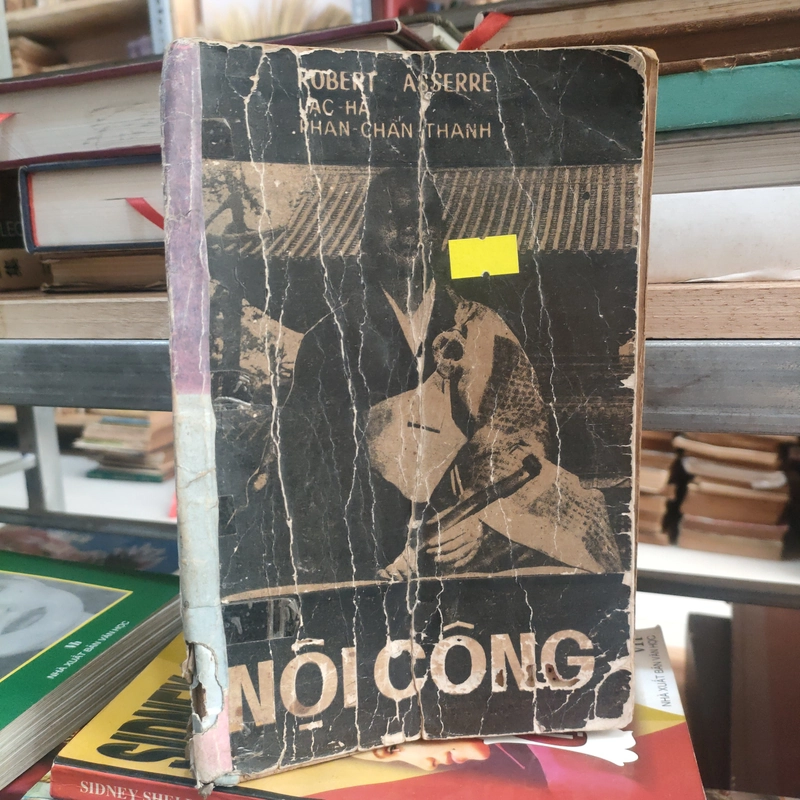 ROBERT ASSERRE
LẠC HÀ
PHAN-CHẤN-THANH
NỘI CÔNG
NHÀ XUẤT BẢN VĂN HỌC
NHÀ XUẤT BẢN VĂN HỌC
SIDNEY